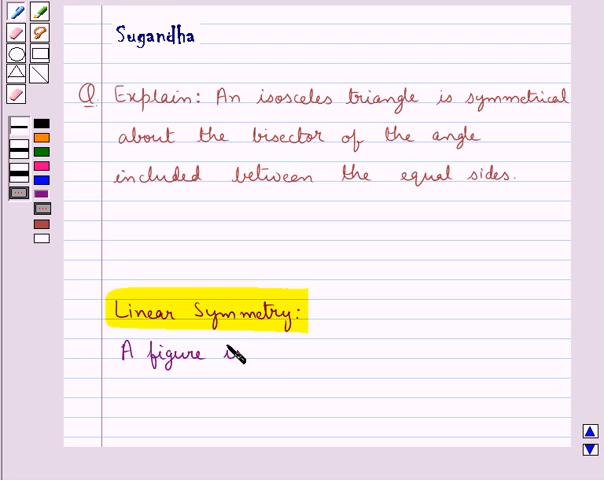 Sugandha
Q. Explain: An isosceles triangle is symmetrical
about the bisector of the angle
included between the equal sides.
Linear Symmetry:
A figure i